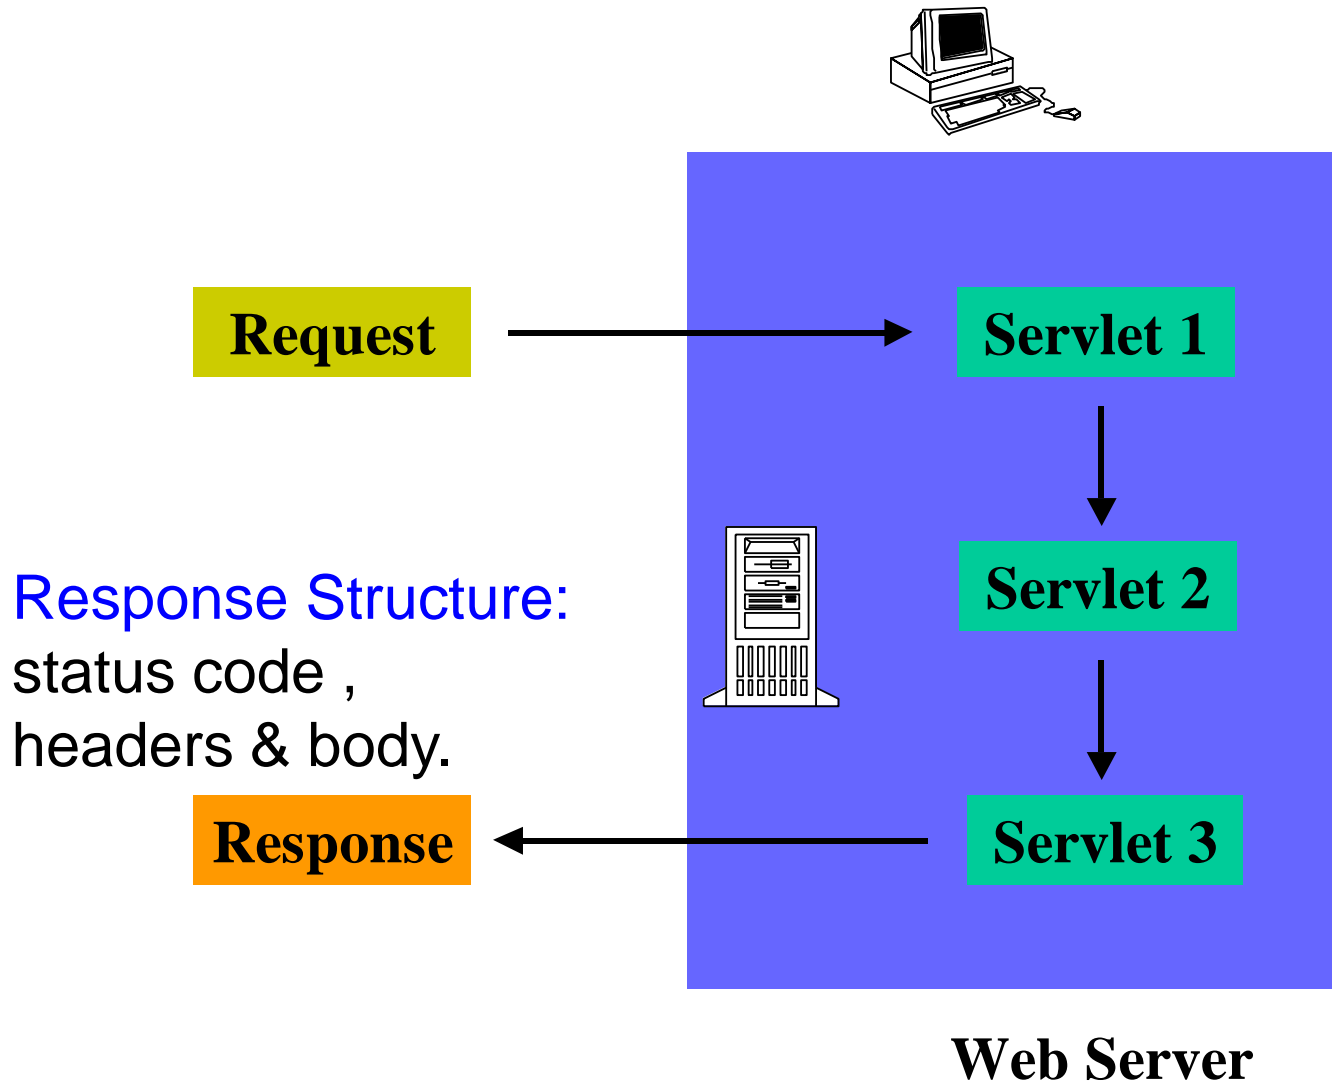 Request
Servlet 1
Servlet 2
Response Structure:
status code ,
headers & body.
Response
Servlet 3
Web Server